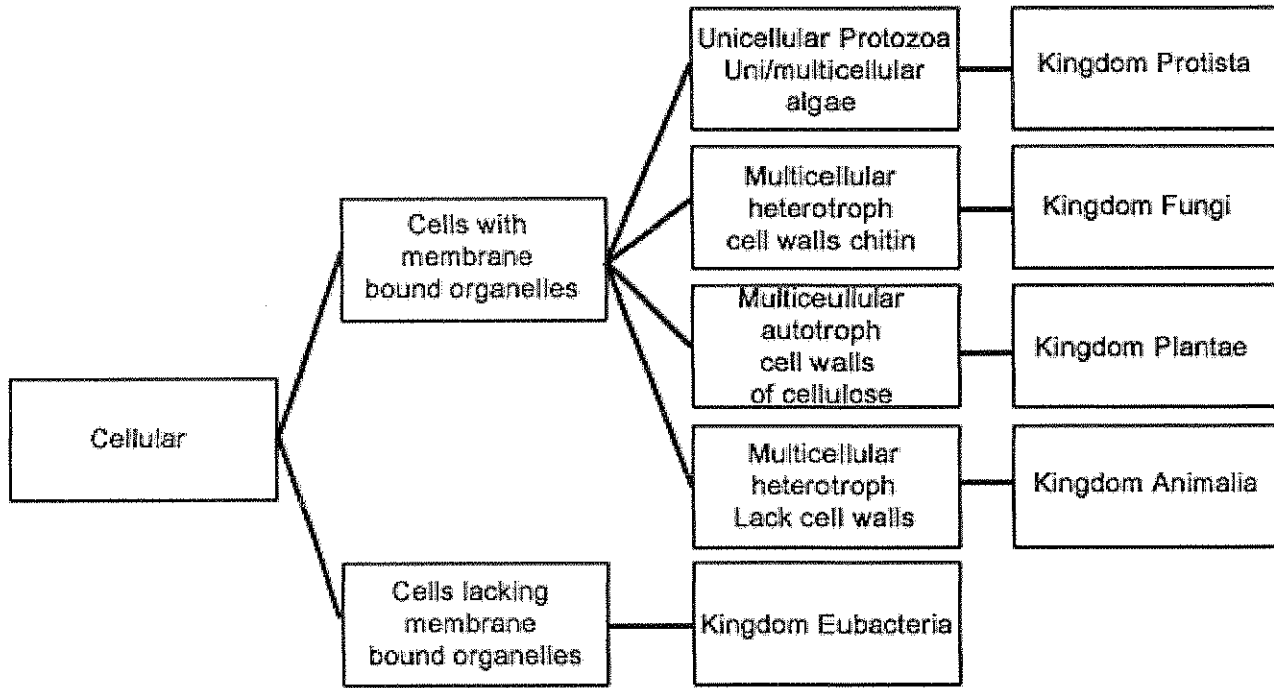 Unicellular Protozoa
Uni/multicellular
algae
Kingdom Protista
Multicellular
heterotroph
cell walls chitin
Kingdom Fungi
Cells with
membrane
bound organelles
Multiceullular
autotroph
cell walls
of cellulose
Kingdom Plantae
Cellular
Multicellular
heterotroph
Lack cell walls
Kingdom Animalia
Cells lacking
membrane
bound organelles
Kingdom Eubacteria